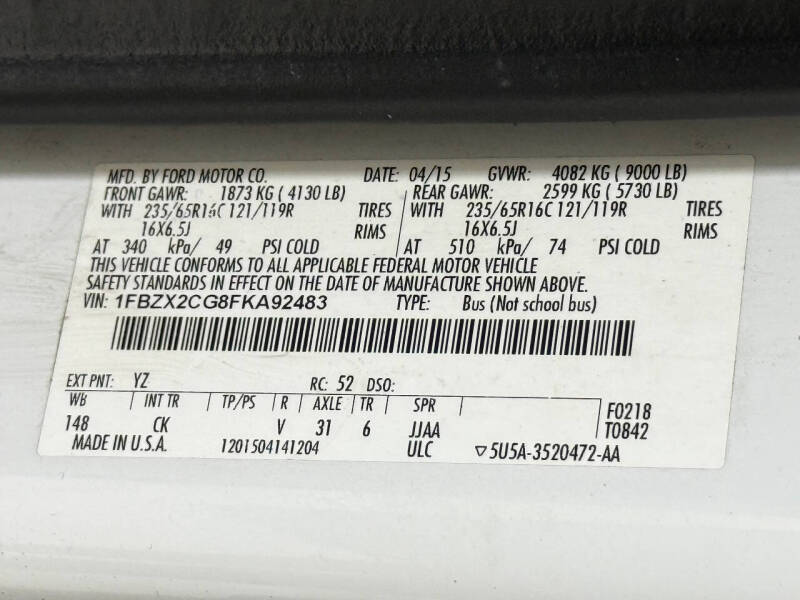 MFD. BY FORD MOTOR CO. DATE: 04/15 GVWR: 4082 KG ( 9000 LB)
FRONT GAWR: 1873 KG ( 4130 LB) REAR GAWR: 2599 KG ( 5730 LB)
WITH 235/65R16C 121/119R TIRES WITH 235/65R16C 121/119R TIRES
16X6.5J RIMS 16X6.5J RIMS
AT 340 kPa/ 49 PSI COLD AT 510 kPa/ 74 PSI COLD
THIS VEHICLE CONFORMS TO ALL APPLICABLE FEDERAL MOTOR VEHICLE
SAFETY STANDARDS IN EFFECT ON THE DATE OF MANUFACTURE SHOWN ABOVE.
VIN: 1FBZX2CG8FKA92483 TYPE: Bus (Not school bus)
EXT PNT: YZ RC: 52 DSO:
WB INT TR TP/PS R AXLE TR SPR F0218
148 CK V 31 6 JJAA T0842
MADE IN U.S.A. 1201504141204 ULC ▽5U5A-3520472-AA